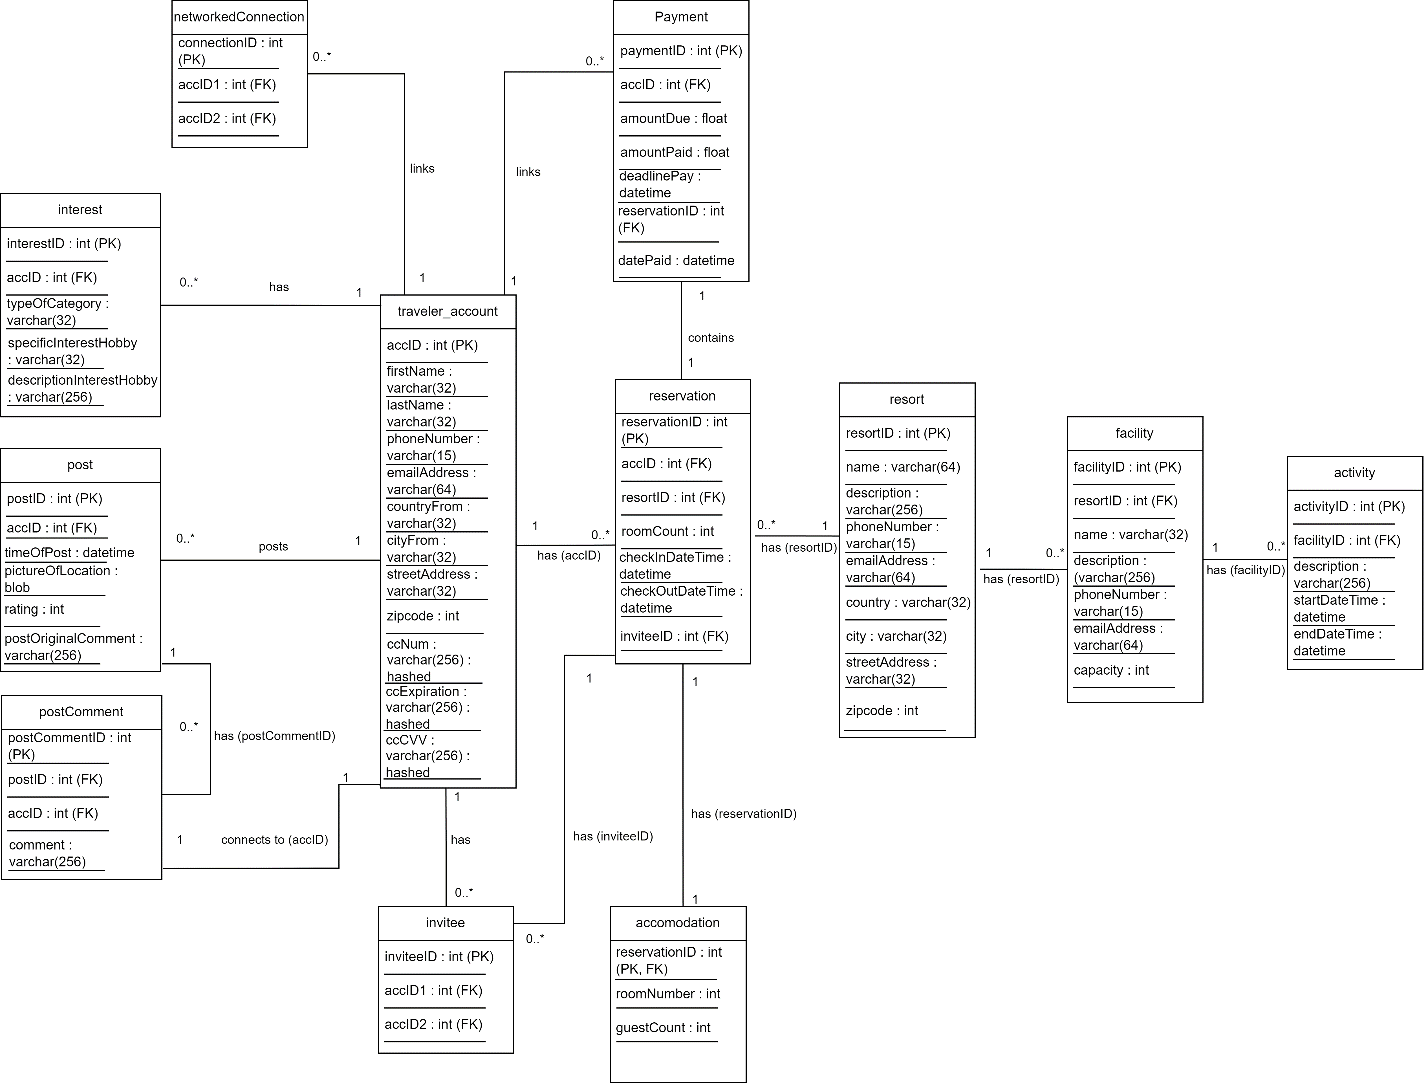 networkedConnection
connectionID : int
(PK)
accID1 : int (FK)
accID2 : int (FK)
0..*
links
1
Payment
paymentID : int (PK)
accID : int (FK)
amountDue : float
amountPaid : float
deadlinePay :
datetime
reservationID : int
(FK)
datePaid : datetime
0..*
links
1
1
contains
1
interest
interestID : int (PK)
accID : int (FK)
typeOfCategory :
varchar(32)
specificInterestHobby
: varchar(32)
descriptionInterestHobby
: varchar(256)
0..*
has
1
traveler_account
accID : int (PK)
firstName :
varchar(32)
lastName :
varchar(32)
phoneNumber :
varchar(15)
emailAddress :
varchar(64)
countryFrom :
varchar(32)
cityFrom :
varchar(32)
streetAddress :
varchar(32)
zipcode : int
ccNum :
varchar(256) :
hashed
ccExpiration :
varchar(256) :
hashed
ccCVV :
varchar(256) :
hashed
post
postID : int (PK)
accID : int (FK)
timeOfPost : datetime
pictureOfLocation :
blob
rating : int
postOriginalComment :
varchar(256)
0..*
posts
1
1
0..*
has (postCommentID)
postComment
postCommentID : int
(PK)
postID : int (FK)
accID : int (FK)
comment :
varchar(256)
1
connects to (accID)
1
1
has
0..*
invitee
inviteeID : int (PK)
accID1 : int (FK)
accID2 : int (FK)
0..*
has (inviteeID)
1
1
has (accID)
0..*
reservation
reservationID : int
(PK)
accID : int (FK)
resortID : int (FK)
roomCount : int
checkInDateTime :
datetime
checkOutDateTime :
datetime
inviteeID : int (FK)
1
has (reservationID)
1
accomodation
reservationID : int
(PK, FK)
roomNumber : int
guestCount : int
0..*
1
has (resortID)
resort
resortID : int (PK)
name : varchar(64)
description :
varchar(256)
phoneNumber :
varchar(15)
emailAddress :
varchar(64)
country : varchar(32)
city : varchar(32)
streetAddress :
varchar(32)
zipcode : int
1
0..*
has (resortID)
facility
facilityID : int (PK)
resortID : int (FK)
name : varchar(32)
description :
(varchar(256)
phoneNumber :
varchar(15)
emailAddress :
varchar(64)
capacity : int
1
0..*
has (facilityID)
activity
activityID : int (PK)
facilityID : int (FK)
description :
varchar(256)
startDateTime :
datetime
endDateTime :
datetime